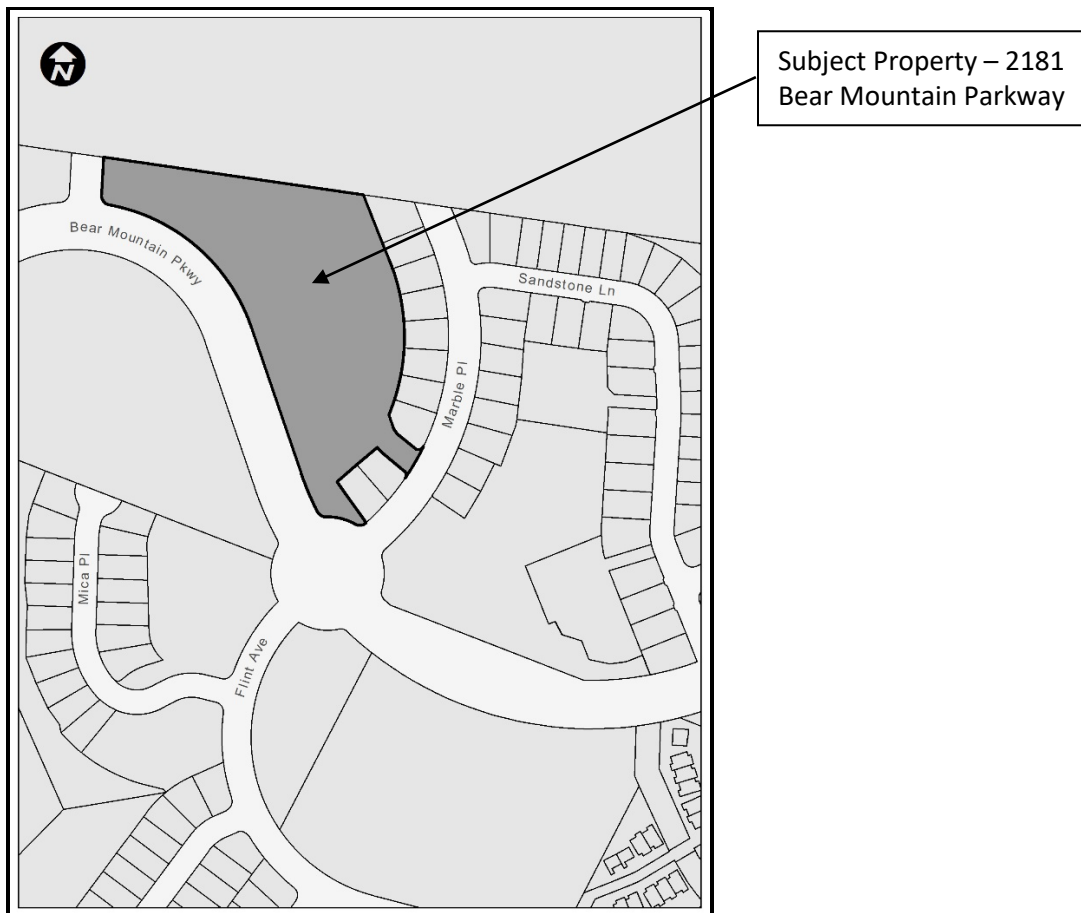 N
Subject Property – 2181
Bear Mountain Parkway
Bear Mountain Pkwy
Sandstone Ln
Marble Pl
Mica Pl
Flint Ave